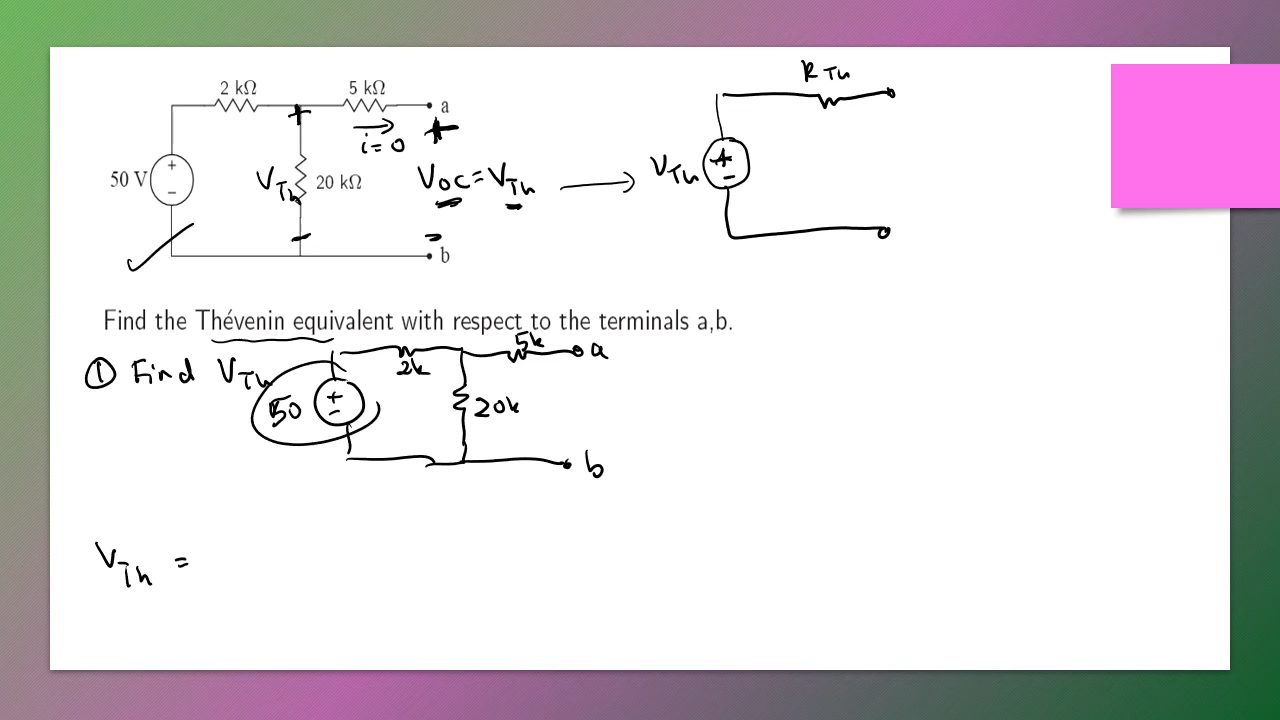 2 kΩ
5 kΩ
a
+
i = 0
+
50 V
+
−
V_Th
20 kΩ
V_OC = V_Th
−
−
b
R_Th
V_Th
+
−
Find the Thévenin equivalent with respect to the terminals a,b.
① Find V_Th
50
+
−
2k
5k
a
20k
b
V_Th =